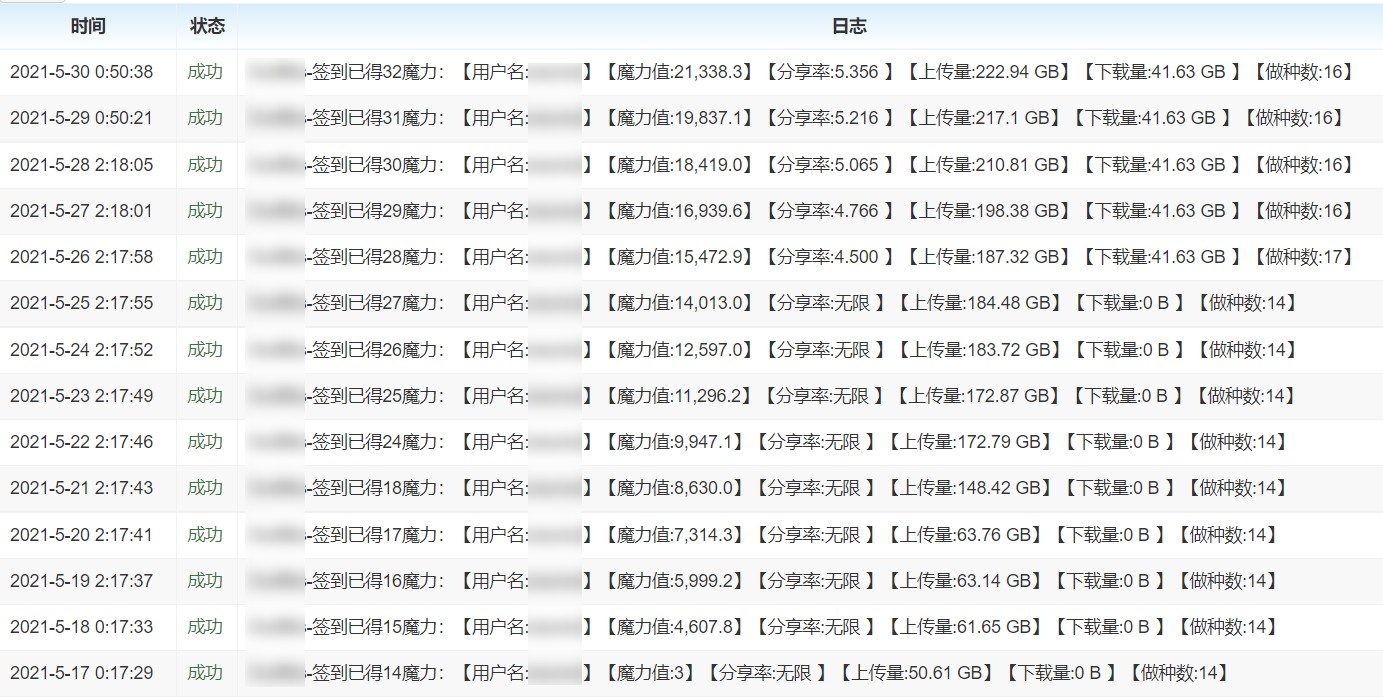 时间 状态 日志
2021-5-30 0:50:38 成功 -签到已得32魔力：【用户名:】【魔力值:21,338.3】【分享率:5.356 】【上传量:222.94 GB】【下载量:41.63 GB 】【做种数:16】
2021-5-29 0:50:21 成功 -签到已得31魔力：【用户名:】【魔力值:19,837.1】【分享率:5.216 】【上传量:217.1 GB】【下载量:41.63 GB 】【做种数:16】
2021-5-28 2:18:05 成功 -签到已得30魔力：【用户名:】【魔力值:18,419.0】【分享率:5.065 】【上传量:210.81 GB】【下载量:41.63 GB 】【做种数:16】
2021-5-27 2:18:01 成功 -签到已得29魔力：【用户名:】【魔力值:16,939.6】【分享率:4.766 】【上传量:198.38 GB】【下载量:41.63 GB 】【做种数:16】
2021-5-26 2:17:58 成功 -签到已得28魔力：【用户名:】【魔力值:15,472.9】【分享率:4.500 】【上传量:187.32 GB】【下载量:41.63 GB 】【做种数:17】
2021-5-25 2:17:55 成功 -签到已得27魔力：【用户名:】【魔力值:14,013.0】【分享率:无限 】【上传量:184.48 GB】【下载量:0 B 】【做种数:14】
2021-5-24 2:17:52 成功 -签到已得26魔力：【用户名:】【魔力值:12,597.0】【分享率:无限 】【上传量:183.72 GB】【下载量:0 B 】【做种数:14】
2021-5-23 2:17:49 成功 -签到已得25魔力：【用户名:】【魔力值:11,296.2】【分享率:无限 】【上传量:172.87 GB】【下载量:0 B 】【做种数:14】
2021-5-22 2:17:46 成功 -签到已得24魔力：【用户名:】【魔力值:9,947.1】【分享率:无限 】【上传量:172.79 GB】【下载量:0 B 】【做种数:14】
2021-5-21 2:17:43 成功 -签到已得18魔力：【用户名:】【魔力值:8,630.0】【分享率:无限 】【上传量:148.42 GB】【下载量:0 B 】【做种数:14】
2021-5-20 2:17:41 成功 -签到已得17魔力：【用户名:】【魔力值:7,314.3】【分享率:无限 】【上传量:63.76 GB】【下载量:0 B 】【做种数:14】
2021-5-19 2:17:37 成功 -签到已得16魔力：【用户名:】【魔力值:5,999.2】【分享率:无限 】【上传量:63.14 GB】【下载量:0 B 】【做种数:14】
2021-5-18 0:17:33 成功 -签到已得15魔力：【用户名:】【魔力值:4,607.8】【分享率:无限 】【上传量:61.65 GB】【下载量:0 B 】【做种数:14】
2021-5-17 0:17:29 成功 -签到已得14魔力：【用户名:】【魔力值:3】【分享率:无限 】【上传量:50.61 GB】【下载量:0 B 】【做种数:14】